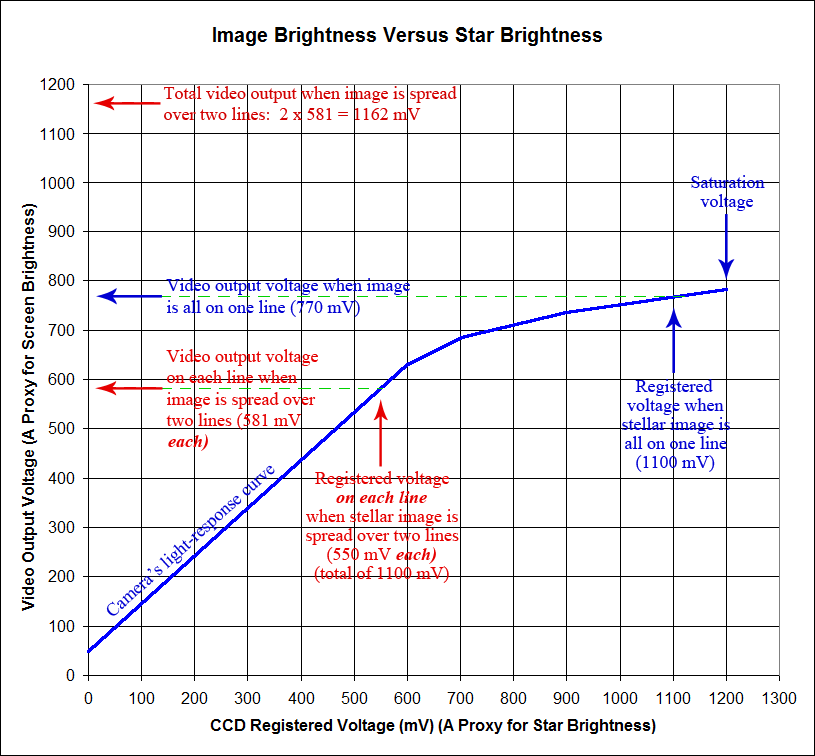 Image Brightness Versus Star Brightness
1200
1100
1000
900
800
700
600
500
400
300
200
100
0
Video Output Voltage (A Proxy for Screen Brightness)
Total video output when image is spread
over two lines:  2 x 581 = 1162 mV
Saturation
voltage
Video output voltage when image
is all on one line (770 mV)
Video output voltage
on each line when
image is spread over
two lines (581 mV
each)
Registered
voltage when
stellar image is
all on one line
(1100 mV)
Registered voltage
on each line
when stellar image is
spread over two lines
(550 mV each)
(total of 1100 mV)
Camera's light-response curve
0 100 200 300 400 500 600 700 800 900 1000 1100 1200 1300
CCD Registered Voltage (mV) (A Proxy for Star Brightness)